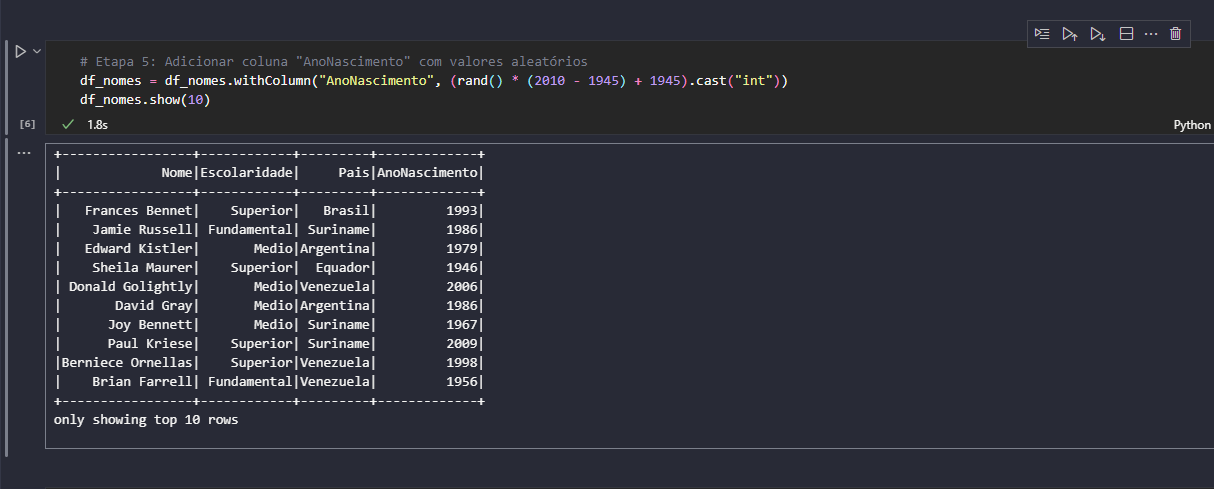 # Etapa 5: Adicionar coluna "AnoNascimento" com valores aleatórios
df_nomes = df_nomes.withColumn("AnoNascimento", (rand() * (2010 - 1945) + 1945).cast("int"))
df_nomes.show(10)
[6] 1.8s Python
+-----------------+------------+---------+-------------+
|             Nome|Escolaridade|     Pais|AnoNascimento|
+-----------------+------------+---------+-------------+
|   Frances Bennet|    Superior|   Brasil|         1993|
|    Jamie Russell| Fundamental| Suriname|         1986|
|   Edward Kistler|       Medio|Argentina|         1979|
|    Sheila Maurer|    Superior|  Equador|         1946|
| Donald Golightly|       Medio|Venezuela|         2006|
|       David Gray|       Medio|Argentina|         1986|
|      Joy Bennett|       Medio| Suriname|         1967|
|      Paul Kriese|    Superior| Suriname|         2009|
|Berniece Ornellas|    Superior|Venezuela|         1998|
|    Brian Farrell| Fundamental|Venezuela|         1956|
+-----------------+------------+---------+-------------+
only showing top 10 rows